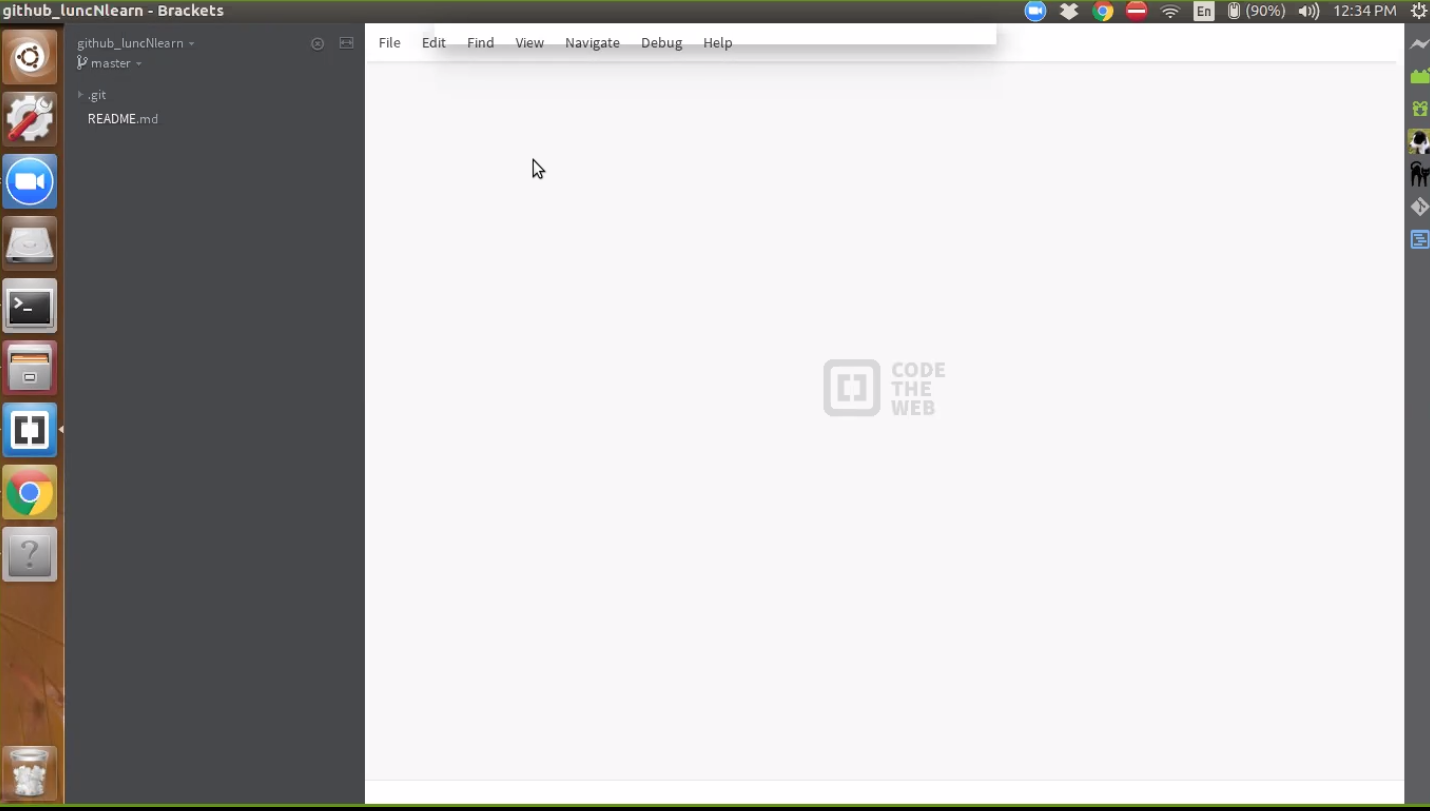 github_luncNlearn - Brackets
En (90%) 12:34 PM
github_luncNlearn
master
.git
README.md
File Edit Find View Navigate Debug Help
CODE
THE
WEB